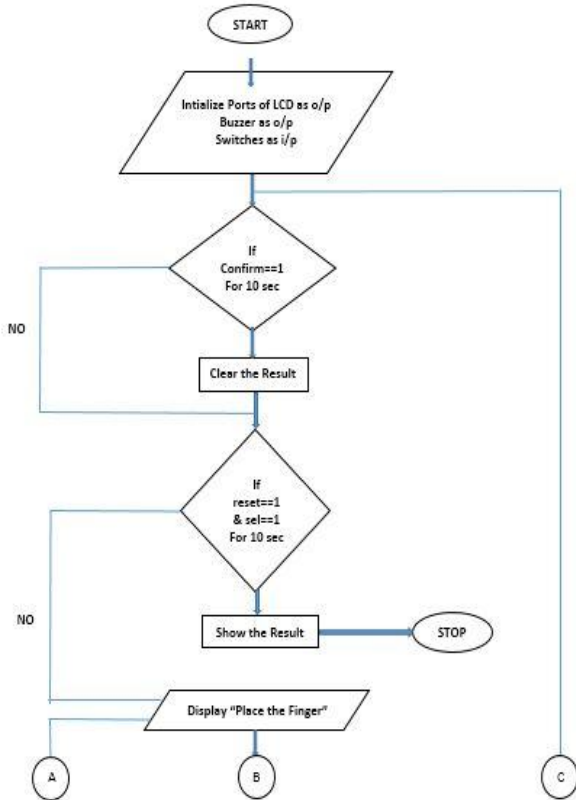 START
Intialize Ports of LCD as o/p
Buzzer as o/p
Switches as i/p
If
Confirm==1
For 10 sec
NO
Clear the Result
If
reset==1
& sel==1
For 10 sec
NO
Show the Result
STOP
Display "Place the Finger"
A
B
C